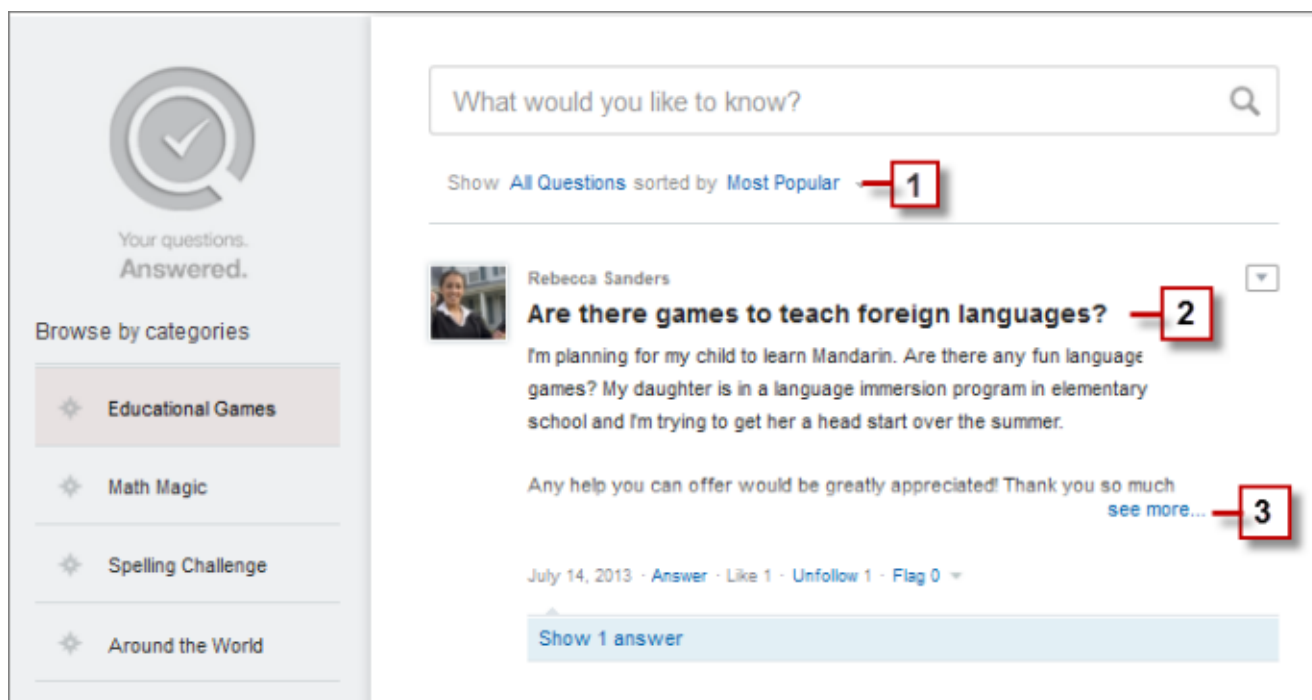 Your questions.
Answered.
Browse by categories
Educational Games
Math Magic
Spelling Challenge
Around the World
What would you like to know?
Show All Questions sorted by Most Popular
1
Rebecca Sanders
Are there games to teach foreign languages?
2
I'm planning for my child to learn Mandarin. Are there any fun language
games? My daughter is in a language immersion program in elementary
school and I'm trying to get her a head start over the summer.
Any help you can offer would be greatly appreciated! Thank you so much
see more...
3
July 14, 2013 · Answer · Like 1 · Unfollow 1 · Flag 0
Show 1 answer